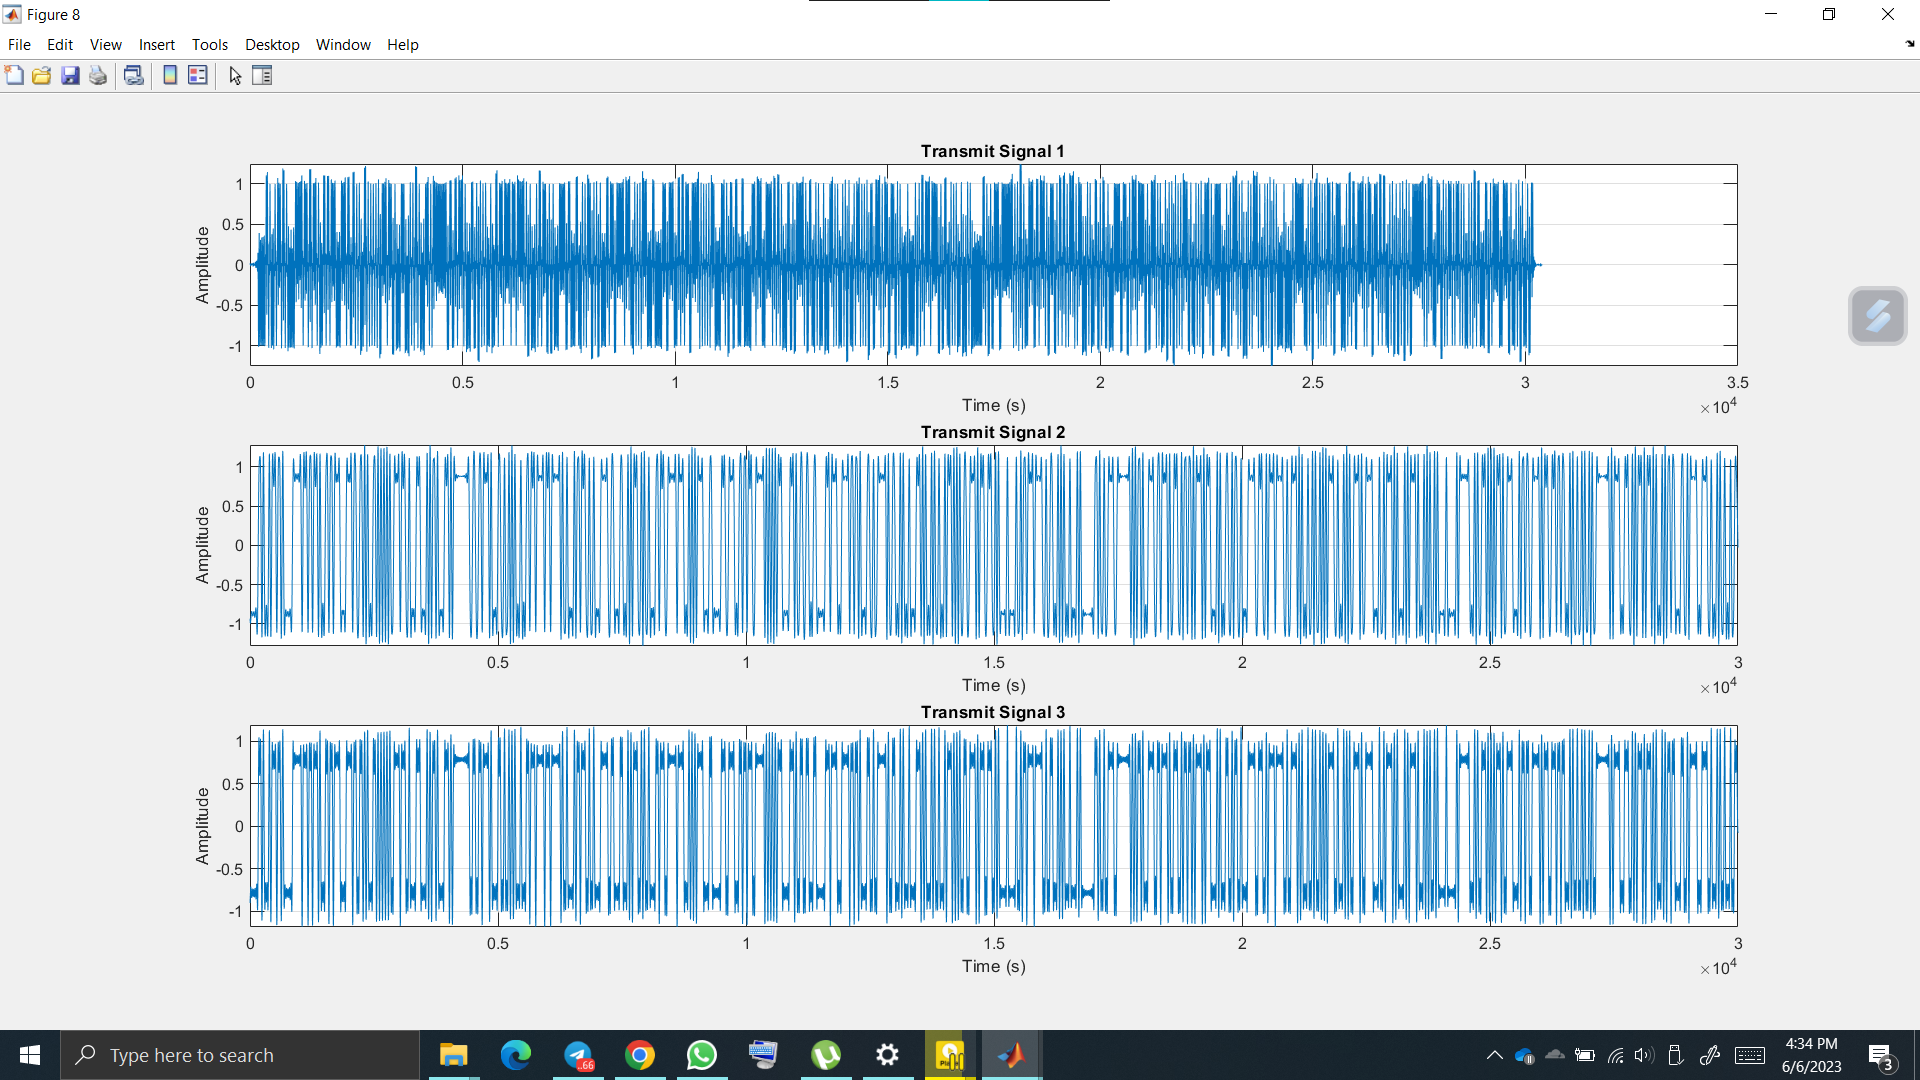 Figure 8
File Edit View Insert Tools Desktop Window Help
Transmit Signal 1
Amplitude
1
0.5
0
-0.5
-1
0 0.5 1 1.5 2 2.5 3 3.5
Time (s)
×10^4
Transmit Signal 2
Amplitude
1
0.5
0
-0.5
-1
0 0.5 1 1.5 2 2.5 3
Time (s)
×10^4
Transmit Signal 3
Amplitude
1
0.5
0
-0.5
-1
0 0.5 1 1.5 2 2.5 3
Time (s)
×10^4
Type here to search
.66
4:34 PM
6/6/2023
3